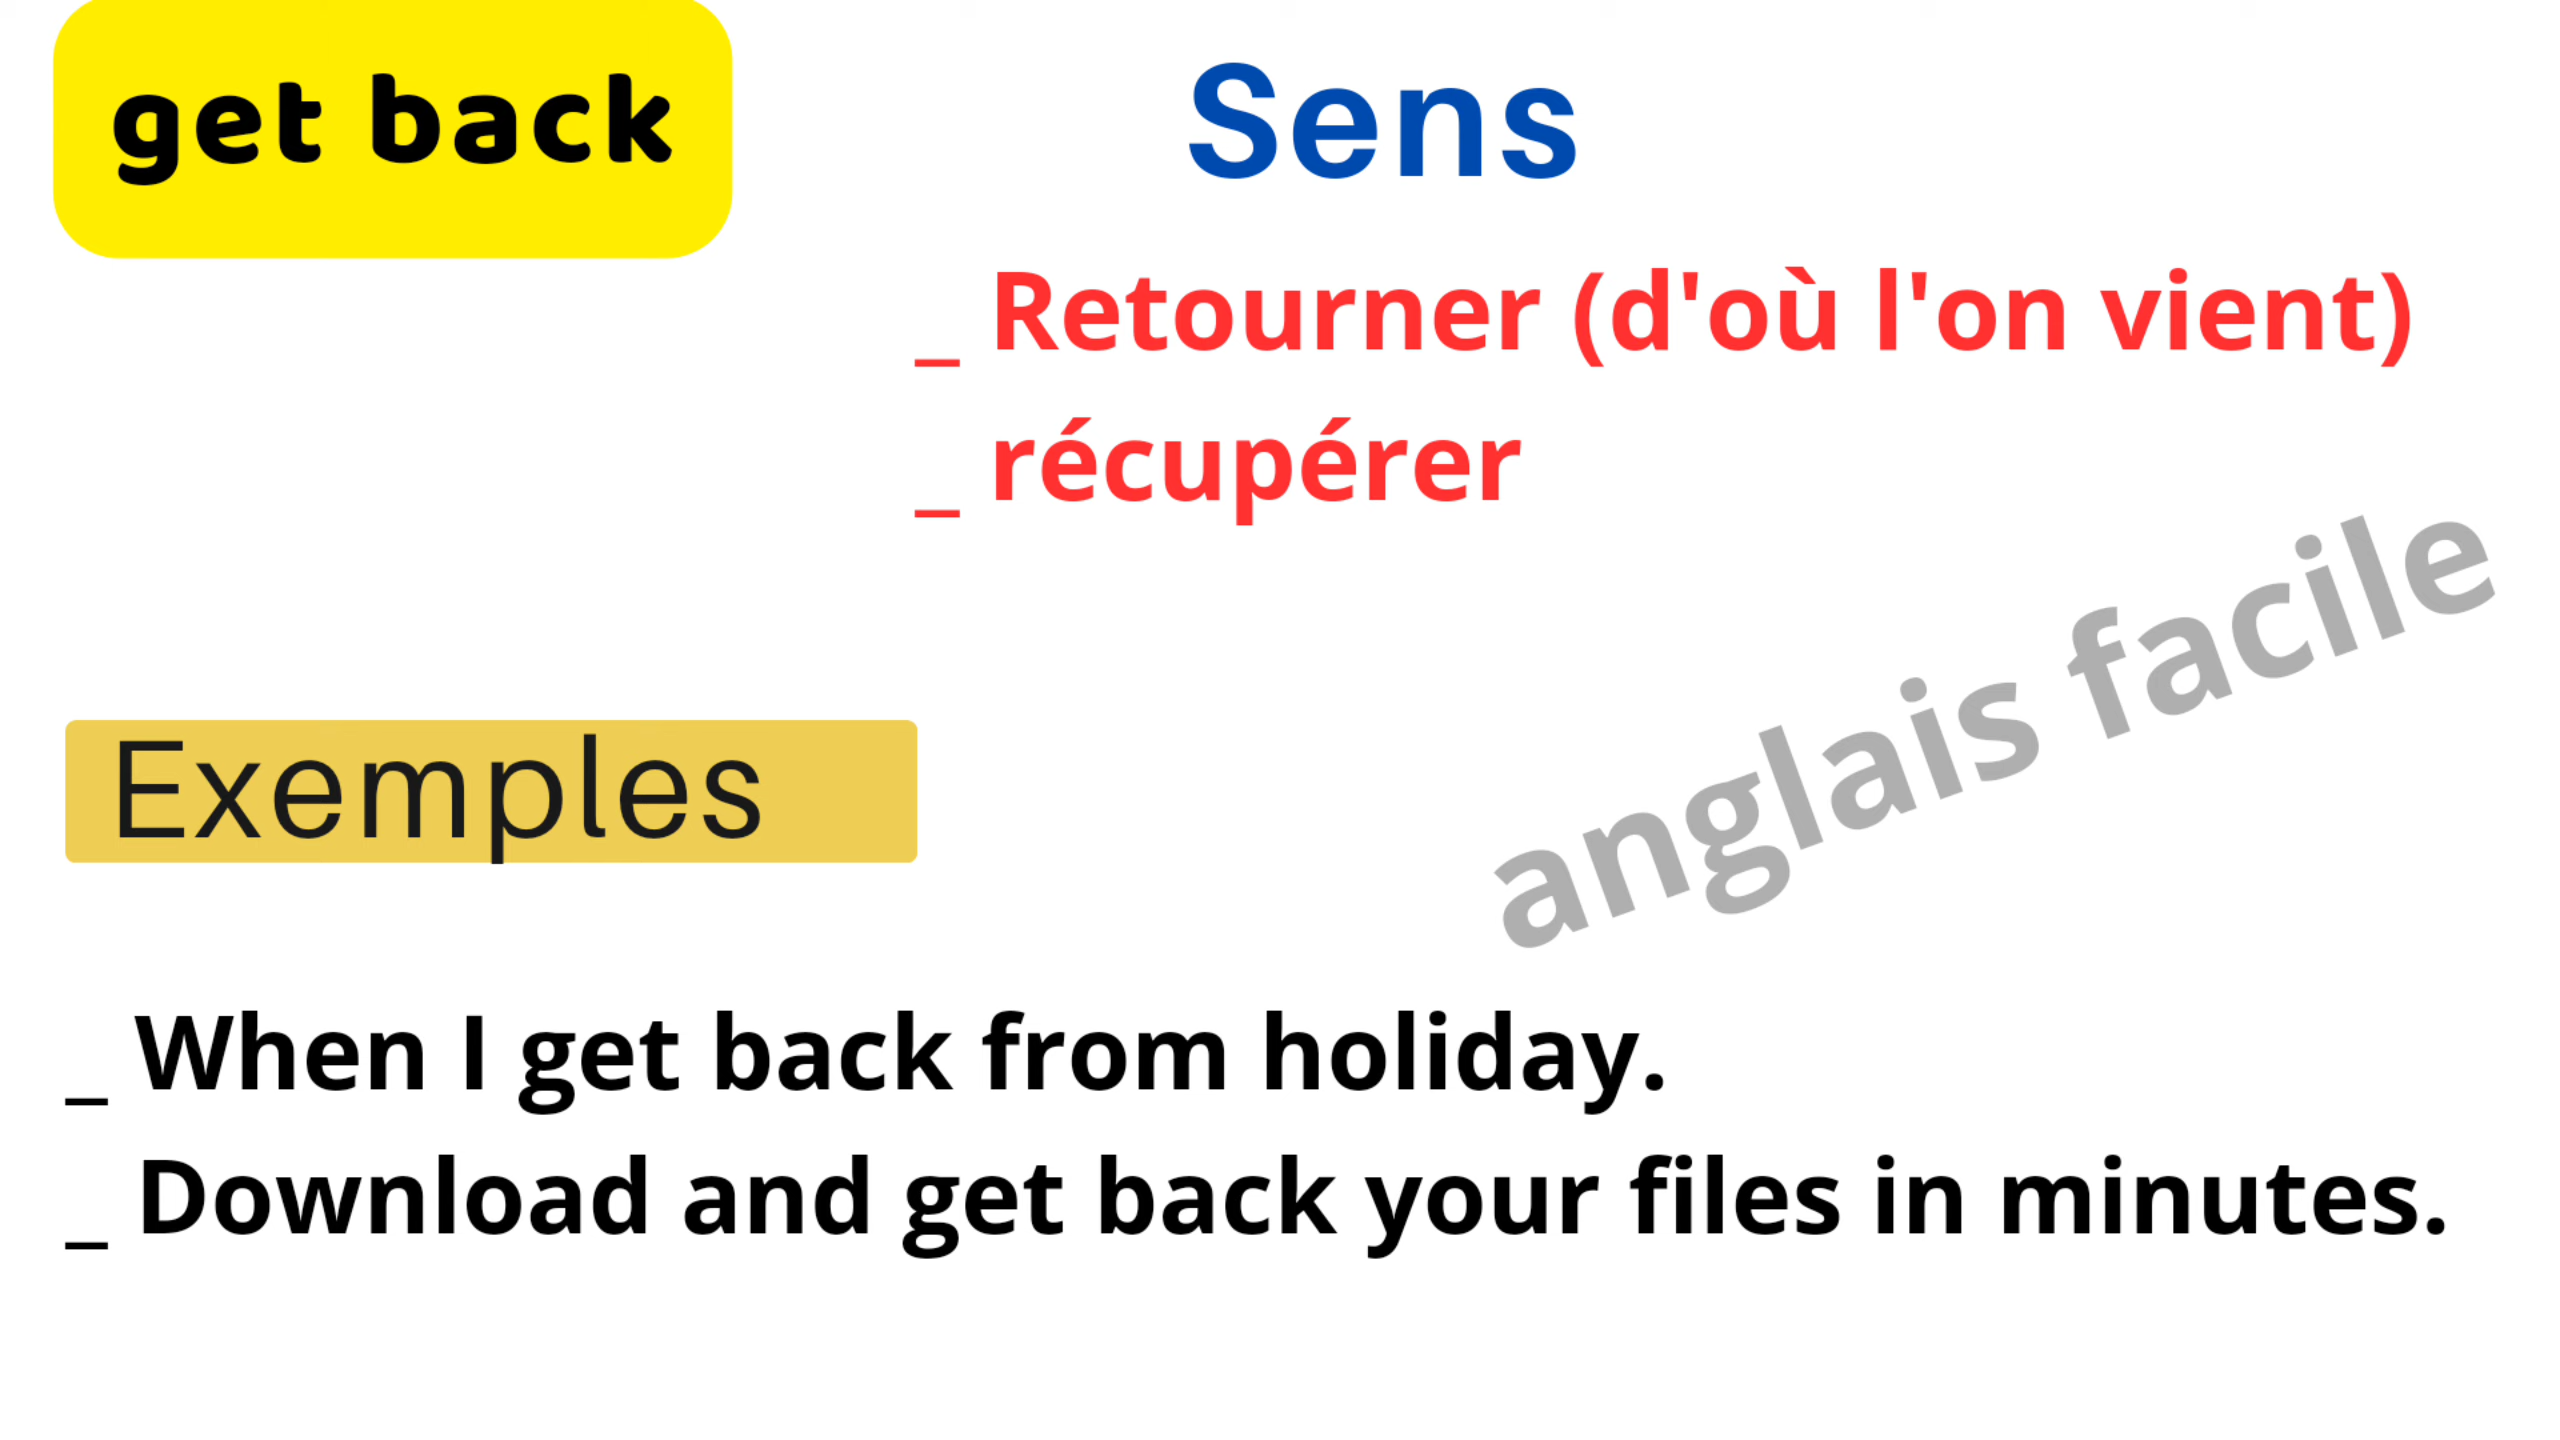 get back
Sens
_ Retourner (d'où l'on vient)
_ récupérer
anglais facile
Exemples
_ When I get back from holiday.
_ Download and get back your files in minutes.